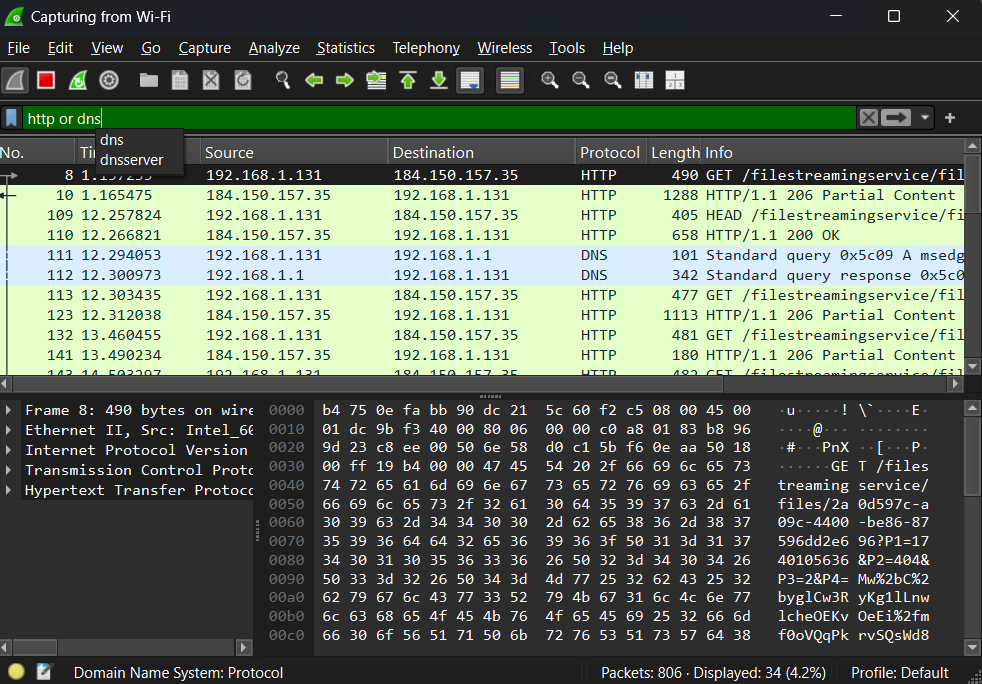 Capturing from Wi-Fi
File Edit View Go Capture Analyze Statistics Telephony Wireless Tools Help
http or dns
dns
dnsserver
No. Source Destination Protocol Length Info
8 192.168.1.131 184.150.157.35 HTTP 490 GET /filestreamingservice/fil
10 1.165475 184.150.157.35 192.168.1.131 HTTP 1288 HTTP/1.1 206 Partial Content
109 12.257824 192.168.1.131 184.150.157.35 HTTP 405 HEAD /filestreamingservice/fi
110 12.266821 184.150.157.35 192.168.1.131 HTTP 658 HTTP/1.1 200 OK
111 12.294053 192.168.1.131 192.168.1.1 DNS 101 Standard query 0x5c09 A msedg
112 12.300973 192.168.1.1 192.168.1.131 DNS 342 Standard query response 0x5c0
113 12.303435 192.168.1.131 184.150.157.35 HTTP 477 GET /filestreamingservice/fil
123 12.312038 184.150.157.35 192.168.1.131 HTTP 1113 HTTP/1.1 206 Partial Content
132 13.460455 192.168.1.131 184.150.157.35 HTTP 481 GET /filestreamingservice/fil
141 13.490234 184.150.157.35 192.168.1.131 HTTP 180 HTTP/1.1 206 Partial Content
Frame 8: 490 bytes on wire
Ethernet II, Src: Intel_60
Internet Protocol Version
Transmission Control Proto
Hypertext Transfer Protoco
0000 b4 75 0e fa bb 90 dc 21 5c 60 f2 c5 08 00 45 00 ·u·····! \`····E·
0010 01 dc 9b f3 40 00 80 06 00 00 c0 a8 01 83 b8 96 ····@··· ········
0020 9d 23 c8 ee 00 50 6e 58 d0 c1 5b f6 0e aa 50 18 ·#···PnX ··[···P·
0030 00 ff 19 b4 00 00 47 45 54 20 2f 66 69 6c 65 73 ······GE T /files
0040 74 72 65 61 6d 69 6e 67 73 65 72 76 69 63 65 2f treaming service/
0050 66 69 6c 65 73 2f 32 61 30 64 35 39 37 63 2d 61 files/2a 0d597c-a
0060 30 39 63 2d 34 34 30 30 2d 62 65 38 36 2d 38 37 09c-4400 -be86-87
0070 35 39 36 64 64 32 65 36 39 36 3f 50 31 3d 31 37 596dd2e6 96?P1=17
0080 34 30 31 30 35 36 33 36 26 50 32 3d 34 30 34 26 40105636 &P2=404&
0090 50 33 3d 32 26 50 34 3d 4d 77 25 32 62 43 25 32 P3=2&P4= Mw%2bC%2
00a0 62 79 67 6c 43 77 33 52 79 4b 67 31 6c 4c 6e 77 byglCw3R yKg1lLnw
00b0 6c 63 68 65 4f 45 4b 76 4f 65 45 69 25 32 66 6d lcheOEKv OeEi%2fm
00c0 66 30 6f 56 51 71 50 6b 72 76 53 51 73 57 64 38 f0oVQqPk rvSQsWd8
Domain Name System: Protocol Packets: 806 · Displayed: 34 (4.2%) Profile: Default